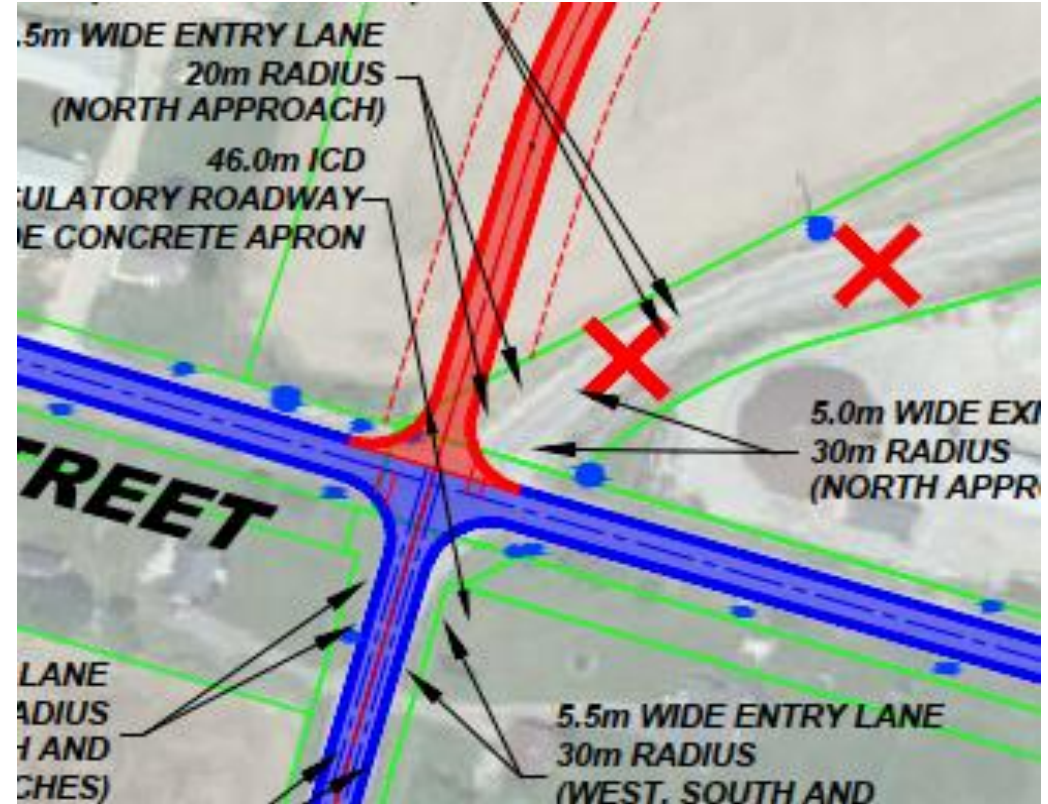 .5m WIDE ENTRY LANE
20m RADIUS
(NORTH APPROACH)
46.0m ICD
CULATORY ROADWAY
DE CONCRETE APRON
TREET
5.0m WIDE EXI
30m RADIUS
(NORTH APPRO
LANE
ADIUS
H AND
CHES)
5.5m WIDE ENTRY LANE
30m RADIUS
(WEST, SOUTH AND